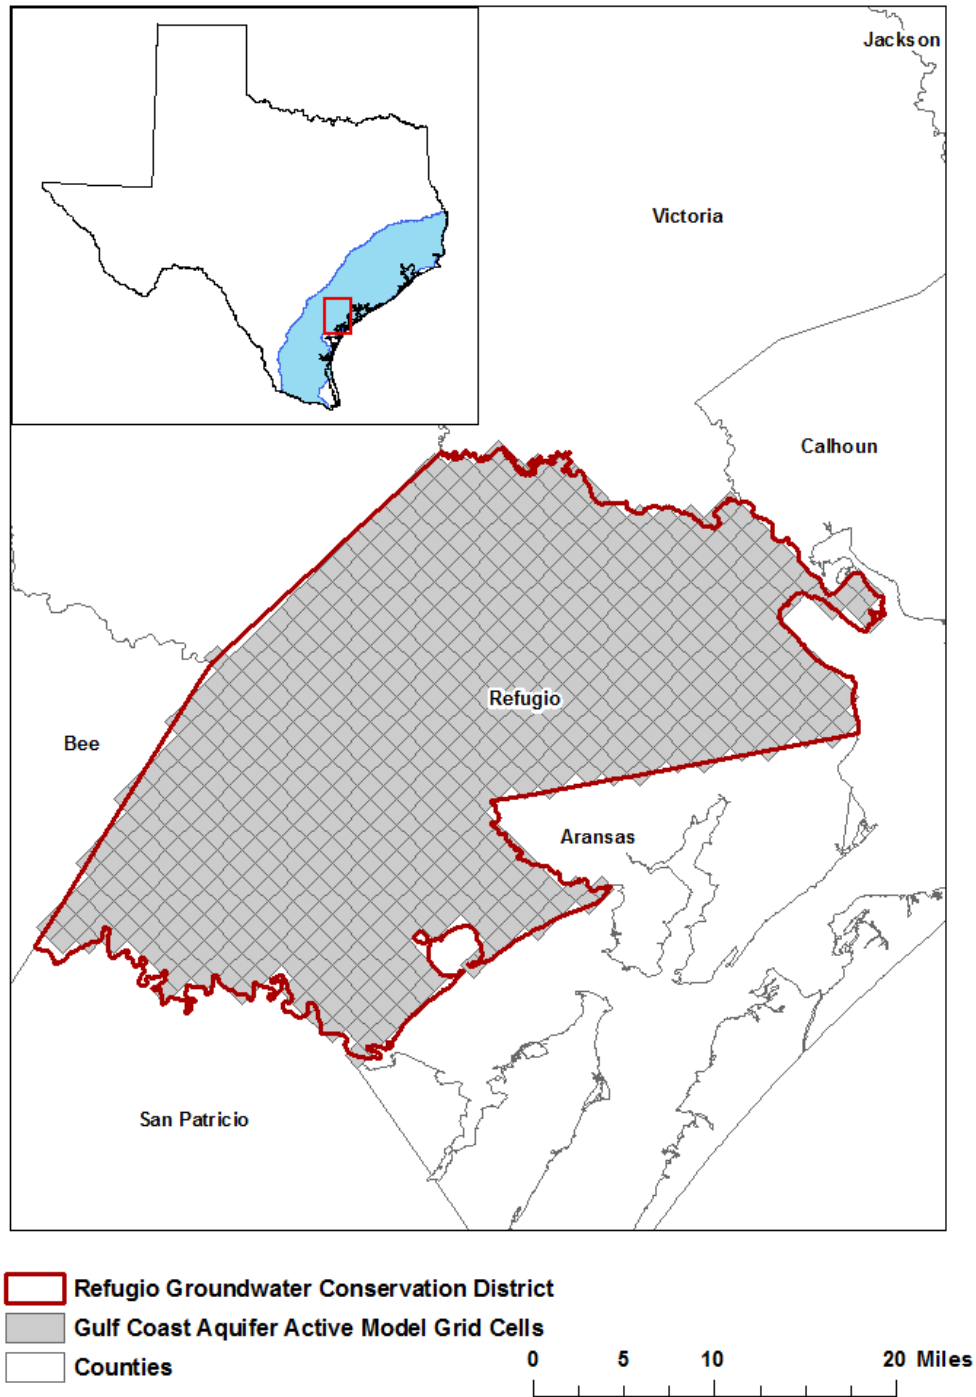 Jackson
Victoria
Calhoun
Refugio
Bee
Aransas
San Patricio
Refugio Groundwater Conservation District
Gulf Coast Aquifer Active Model Grid Cells
Counties
0 5 10 20 Miles